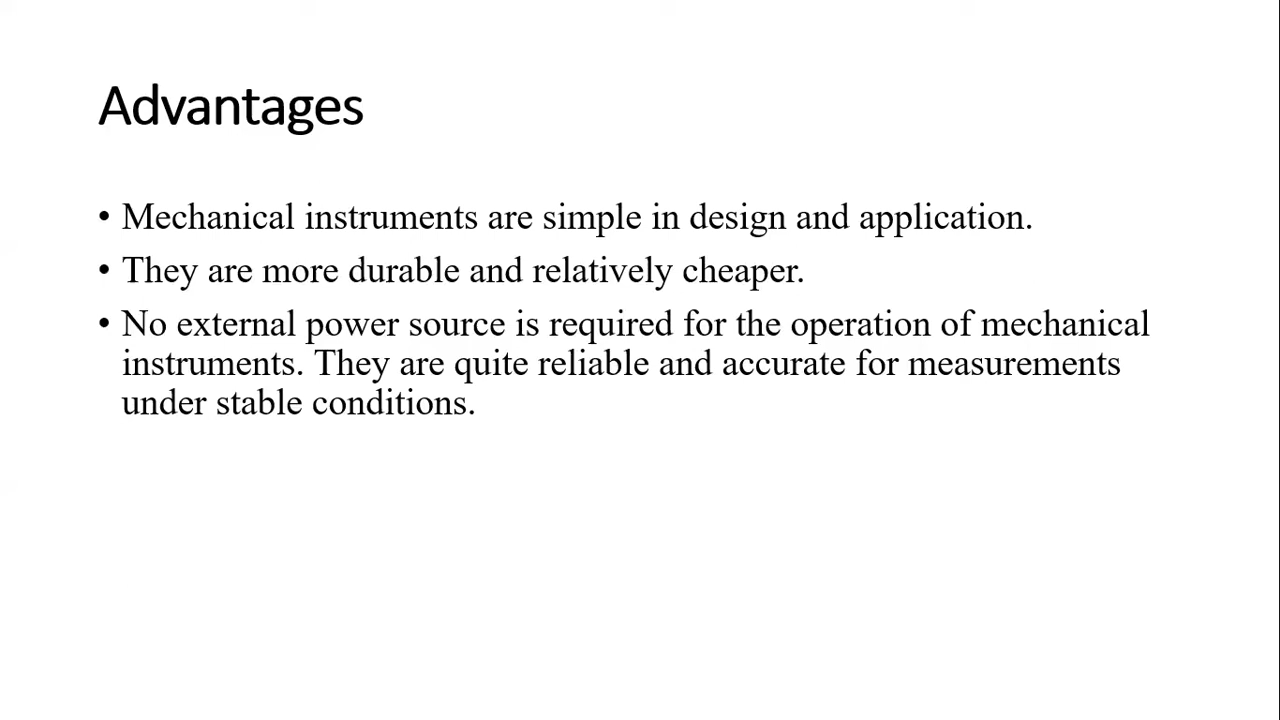 Advantages
• Mechanical instruments are simple in design and application.
• They are more durable and relatively cheaper.
• No external power source is required for the operation of mechanical
instruments. They are quite reliable and accurate for measurements
under stable conditions.